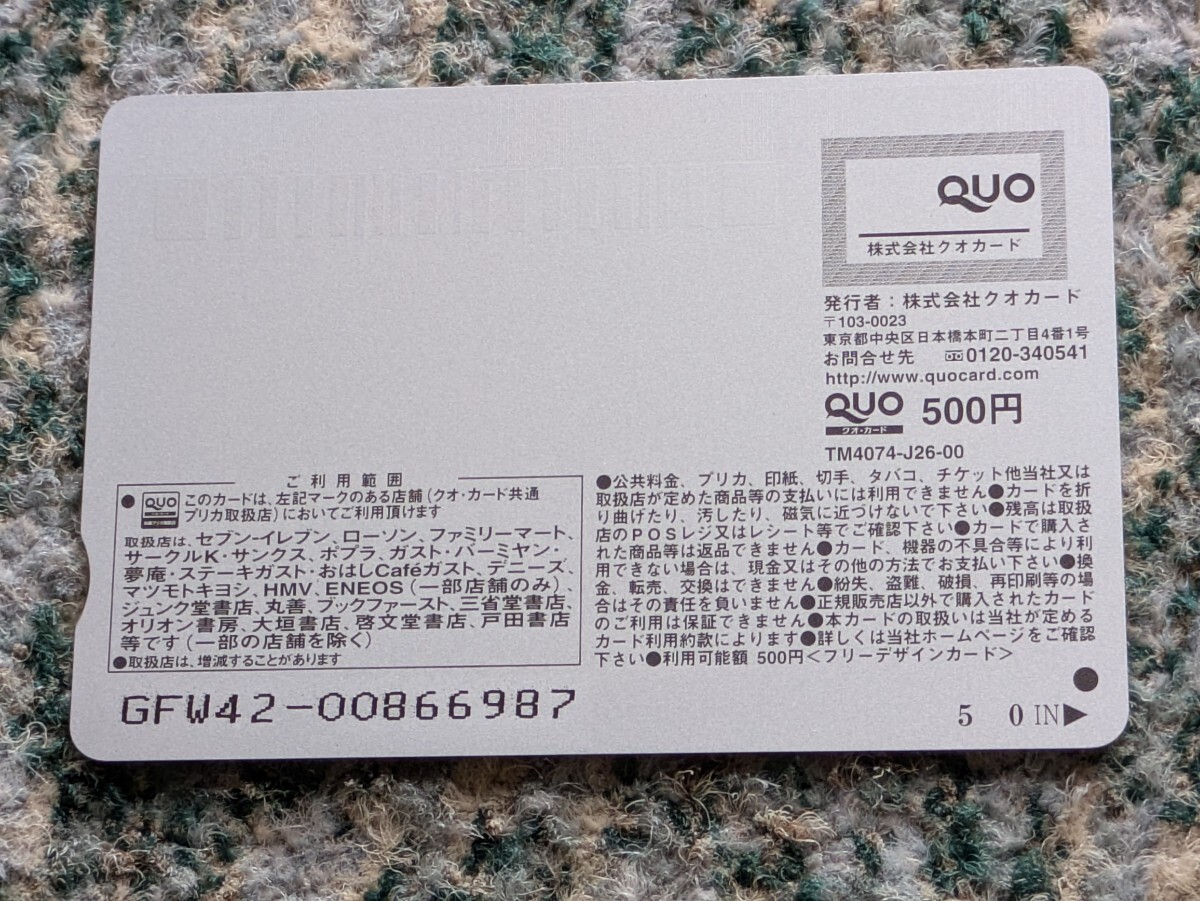 QUO
株式会社クオカード
発行者：株式会社クオカード
〒103-0023
東京都中央区日本橋本町二丁目4番1号
お問合せ先 0120-340541
http://www.quocard.com
QUO 500円
クオ・カード
TM4074-J26-00
ご利用範囲
●QUO このカードは、左記マークのある店舗（クオ・カード共通
プリカ取扱店）においてご利用頂けます
取扱店は、セブン-イレブン、ローソン、ファミリーマート、
サークルK・サンクス、ポプラ、ガスト・バーミヤン・
夢庵・ステーキガスト・おはしCaféガスト、デニーズ、
マツモトキヨシ、HMV、ENEOS（一部店舗のみ）、
ジュンク堂書店、丸善、ブックファースト、三省堂書店、
オリオン書房、大垣書店、啓文堂書店、戸田書店
等です（一部の店舗を除く）
●取扱店は、増減することがあります
●公共料金、プリカ、印紙、切手、タバコ、チケット他当社又は
取扱店が定めた商品等の支払いには利用できません●カードを折
り曲げたり、汚したり、磁気に近づけないで下さい●残高は取扱
店のPOSレジ又はレシート等でご確認下さい●カードで購入さ
れた商品等は返品できません●カード、機器の不具合等により利
用できない場合は、現金又はその他の方法でお支払い下さい●換
金、転売、交換はできません●紛失、盗難、破損、再印刷等の場
合はその責任を負いません●正規販売店以外で購入されたカード
のご利用は保証できません●本カードの取扱いは当社が定める
カード利用約款によります●詳しくは当社ホームページをご確認
下さい●利用可能額 500円＜フリーデザインカード＞
GFW42-00866987
5 0 IN▶